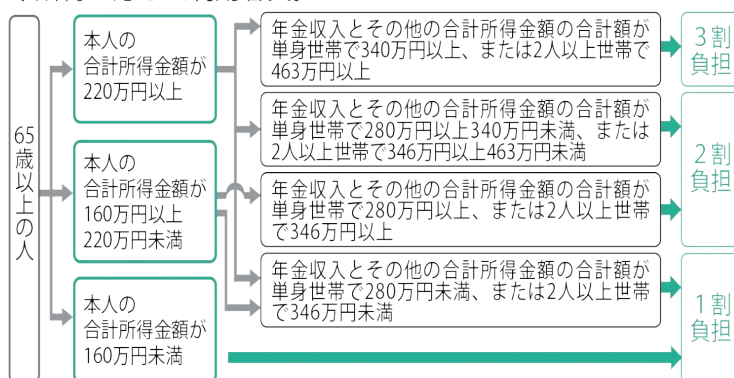 65歳以上の人
本人の
合計所得金額が
220万円以上
本人の
合計所得金額が
160万円以上
220万円未満
本人の
合計所得金額が
160万円未満
年金収入とその他の合計所得金額の合計額が
単身世帯で340万円以上、または2人以上世帯で
463万円以上
年金収入とその他の合計所得金額の合計額が
単身世帯で280万円以上340万円未満、または
2人以上世帯で346万円以上463万円未満
年金収入とその他の合計所得金額の合計額が
単身世帯で280万円以上、または2人以上世帯
で346万円以上
年金収入とその他の合計所得金額の合計額が
単身世帯で280万円未満、または2人以上世帯
で346万円未満
3割
負担
2割
負担
1割
負担